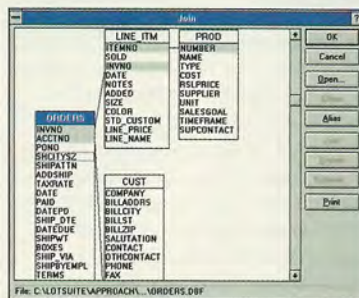 Join
LINE_ITM
ITEMNO
SOLD
INVNO
DATE
NOTES
ADDED
SIZE
COLOR
STD_CUSTOM
LINE_PRICE
LINE_NAME
PROD
NUMBER
NAME
TYPE
COST
RSLPRICE
SUPPLIER
UNIT
SALESGOAL
TIMEFRAME
SUPCONTACT
ORDERS
INVNO
ACCTNO
PONO
SHCITYSZ
SHIPATTN
ADDSHIP
TAXRATE
DATE
PAID
DATEPD
SHIP_DTE
DATEDUE
SHIPWT
BOXES
SHIP_VIA
SHIPBYEMPL
TERMS
CUST
COMPANY
BILLADDRS
BILLCITY
BILLST
BILLZIP
SALUTATION
CONTACT
OTHCONTACT
PHONE
FAX
OK
Cancel
Open...
Alias
Print
File: C:\LOTSUITE\APPROACH\...\ORDERS.DBF